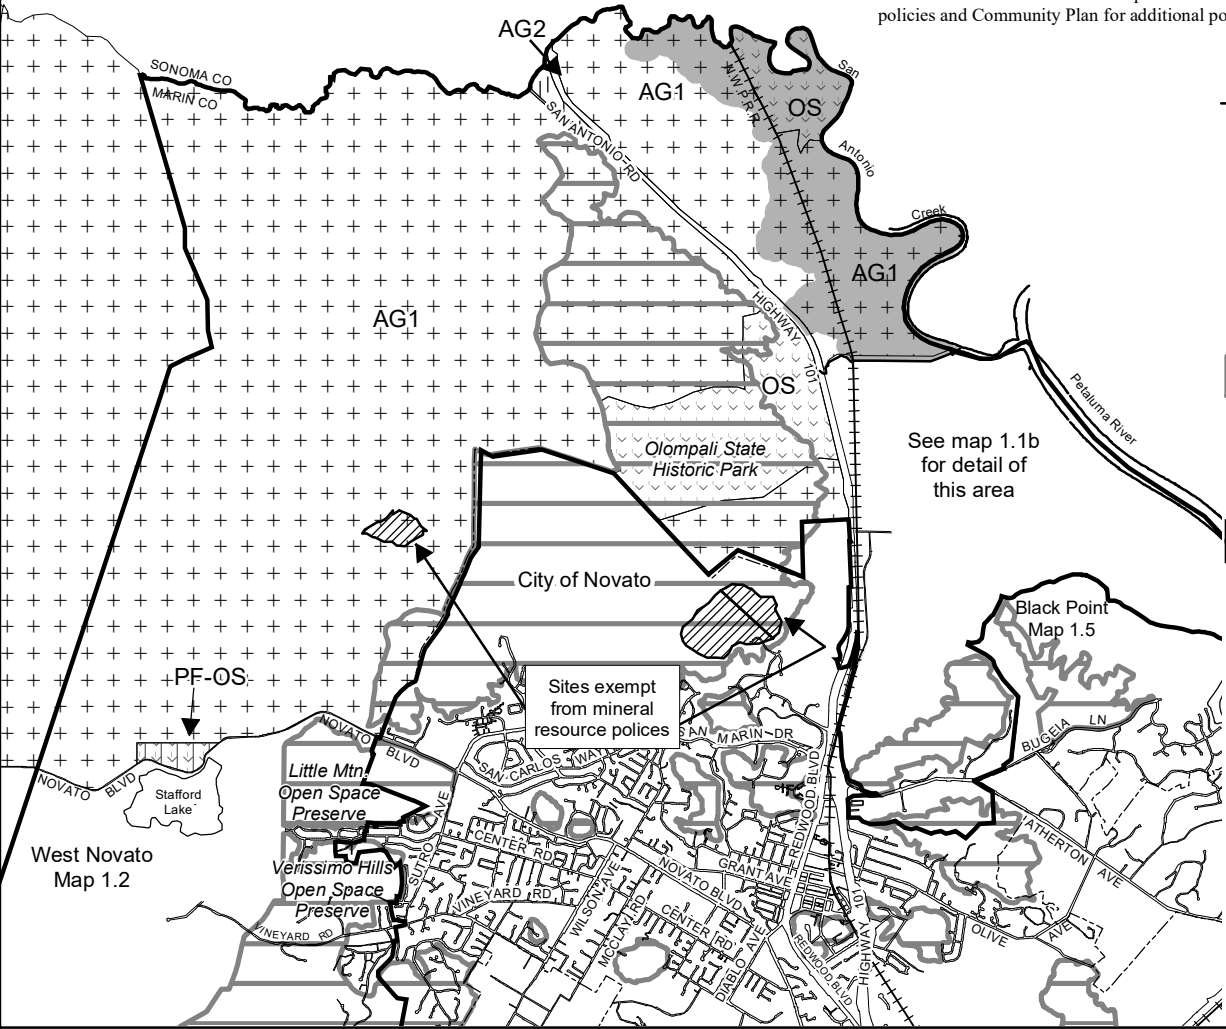 policies and Community Plan for additional po
AG2
SONOMA CO
MARIN CO
AG1
N.W.P.R.R.
OS
San
Antonio
Creek
SAN ANTONIO RD
AG1
AG1
HIGHWAY 101
OS
Petaluma River
Olompali State
Historic Park
See map 1.1b
for detail of
this area
City of Novato
Black Point
Map 1.5
PF-OS
Sites exempt
from mineral
resource polices
NOVATO BLVD
SAN MARIN DR
BUGEIA LN
SAN CARLOS WAY
NOVATO BLVD
Stafford
Lake
Little Mtn.
Open Space
Preserve
REDWOOD BLVD
ATHERTON AVE
West Novato
Map 1.2
SUTRO AVE
CENTER RD
GRANT AVE
NOVATO BLVD
Verissimo Hills
Open Space
Preserve
VINEYARD RD
WILSON AVE
MCCLAY RD
CENTER RD
DIABLO AVE
HIGHWAY 101
OLIVE AVE
VINEYARD RD
REDWOOD BLVD